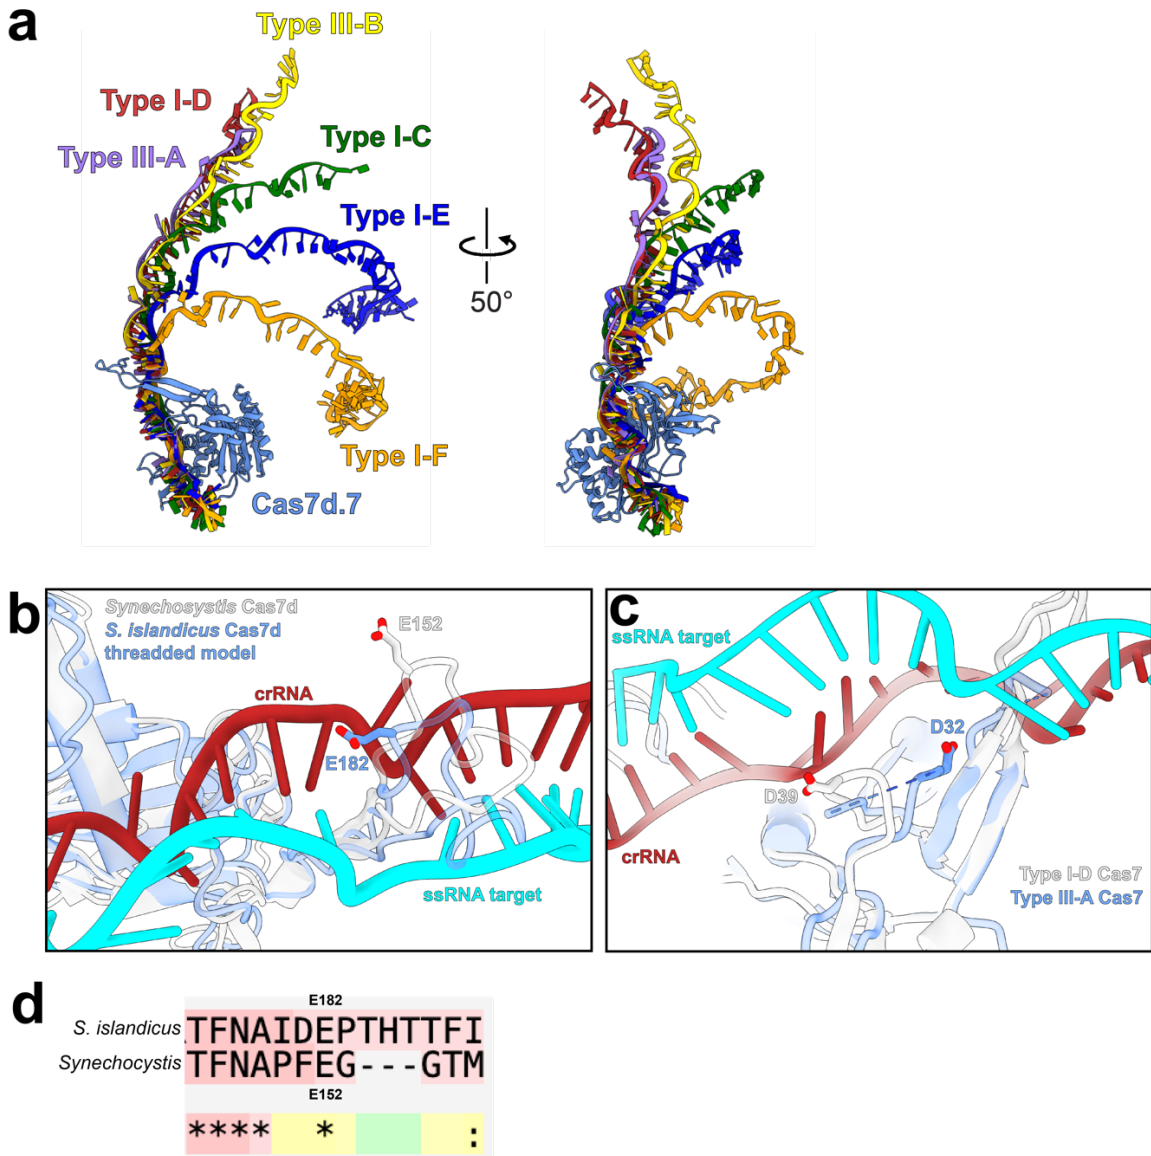 a
Type III-B
Type I-D
Type I-C
Type III-A
Type I-E
50°
Type I-F
Cas7d.7
b
Synechosystis Cas7d
S. islandicus Cas7d
threadded model
E152
crRNA
E182
ssRNA target
c
ssRNA target
D32
D39
crRNA
Type I-D Cas7
Type III-A Cas7
d
E182
S. islandicus TFNAIDEPTHTTFI
Synechocystis TFNAPFEG---GTM
E152
**** * :